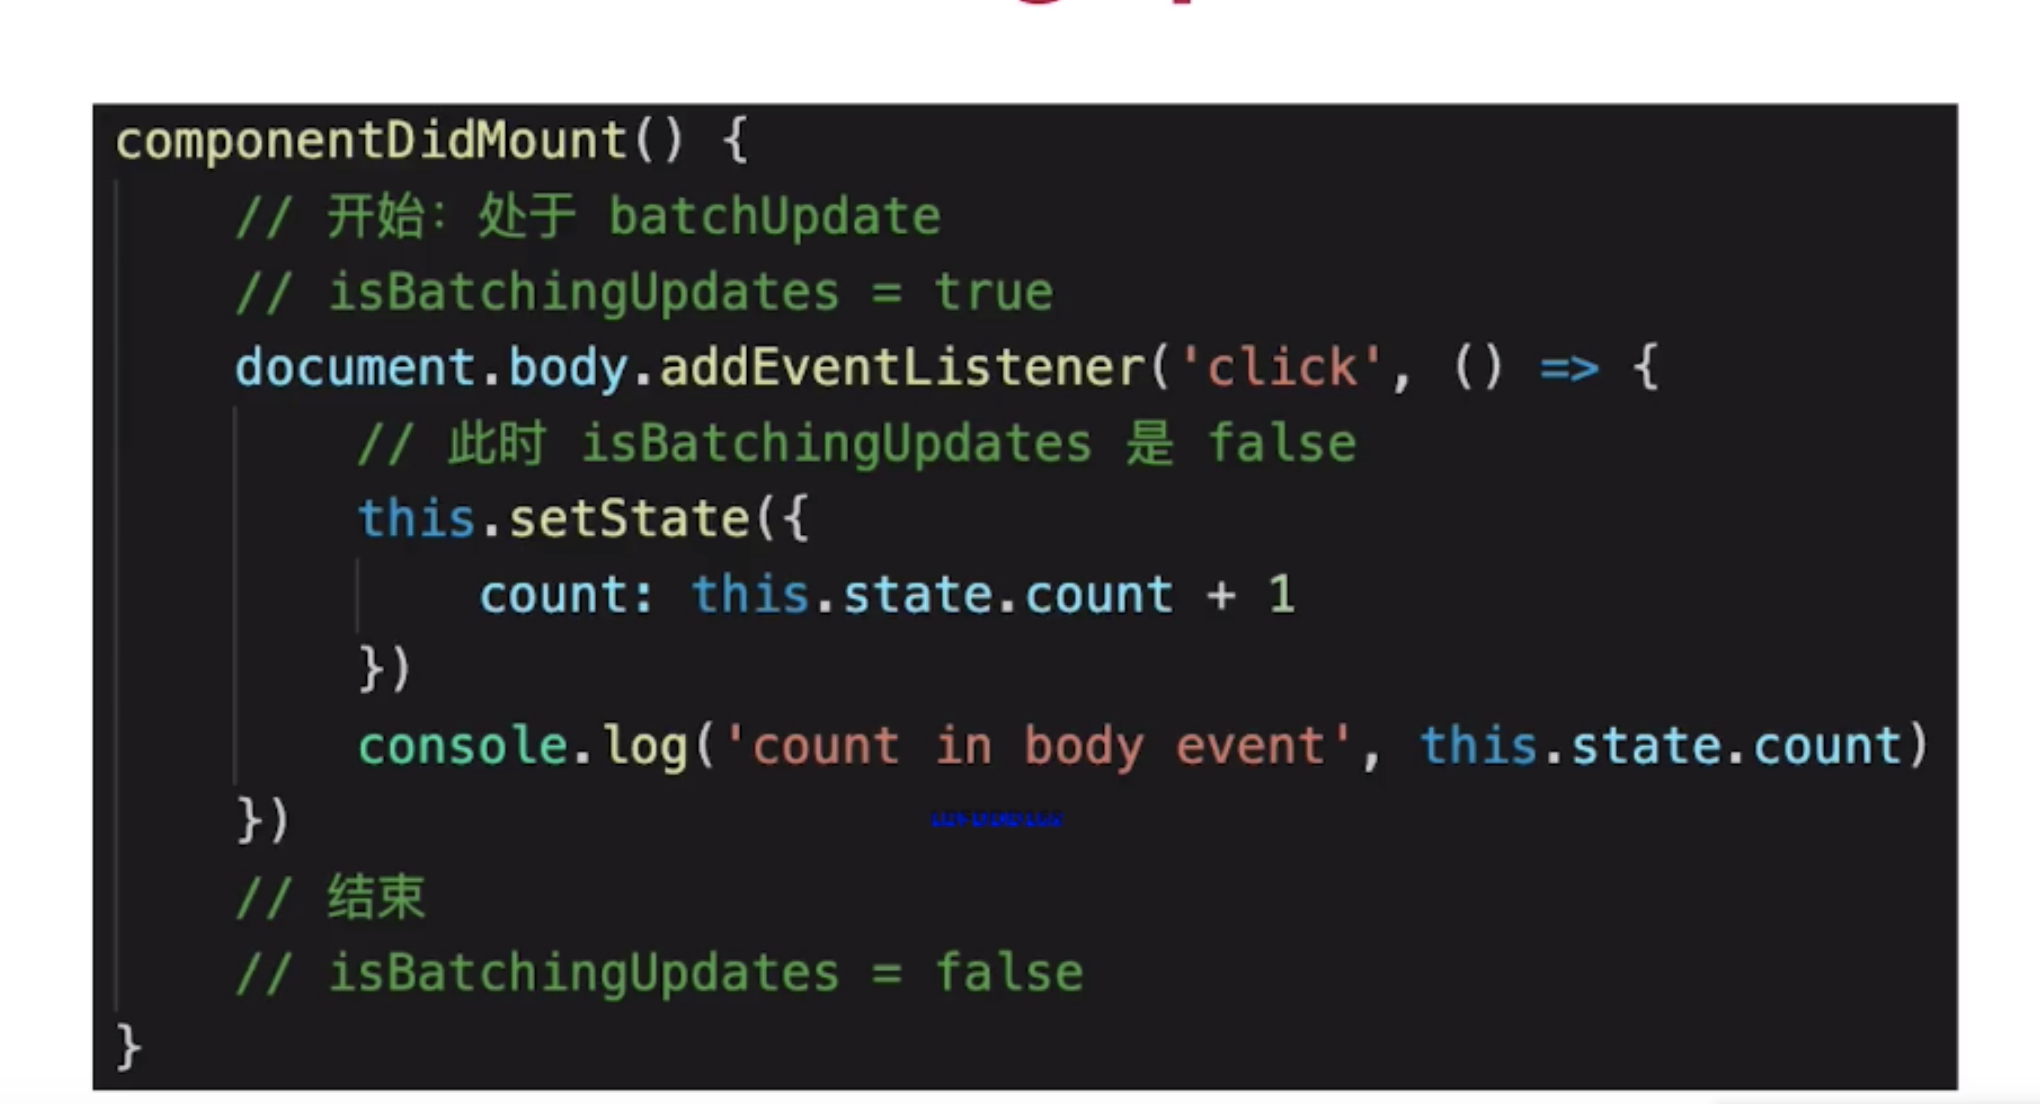 componentDidMount() {
// 开始：处于 batchUpdate
// isBatchingUpdates = true
document.body.addEventListener('click', () => {
// 此时 isBatchingUpdates 是 false
this.setState({
count: this.state.count + 1
})
console.log('count in body event', this.state.count)
})
// 结束
// isBatchingUpdates = false
}